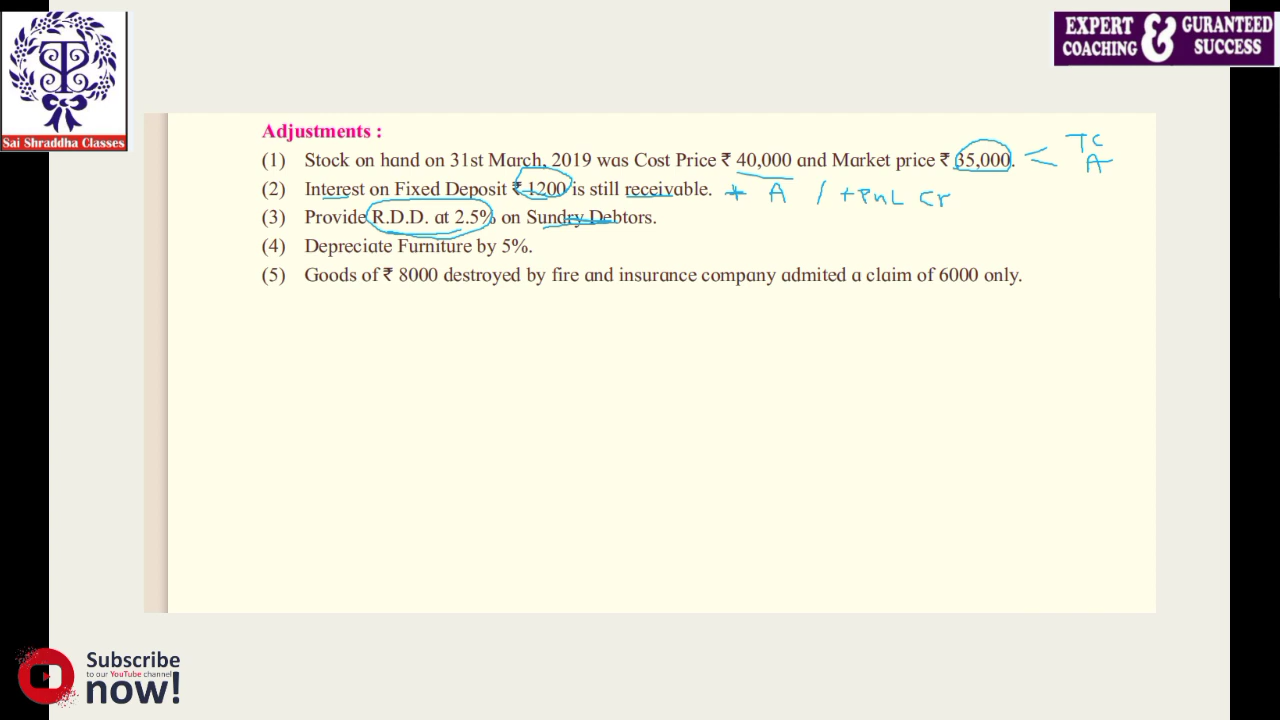 EXPERT & GURANTEED
COACHING SUCCESS
Sai Shraddha Classes
Adjustments :
(1) Stock on hand on 31st March, 2019 was Cost Price ₹ 40,000 and Market price ₹ 35,000. < TC
A
(2) Interest on Fixed Deposit ₹ 1200 is still receivable. + A / + PnL Cr
(3) Provide R.D.D. at 2.5% on Sundry Debtors.
(4) Depreciate Furniture by 5%.
(5) Goods of ₹ 8000 destroyed by fire and insurance company admited a claim of 6000 only.
Subscribe
to our YouTube channel
now!